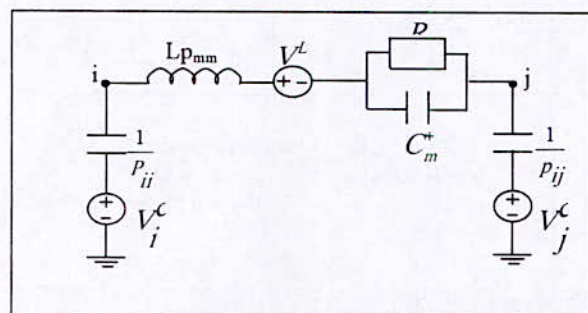 i
Lp_mm
V^L
C_m^+
j
1/P_ii
1/p_ij
+
-
V_i^c
V_j^c